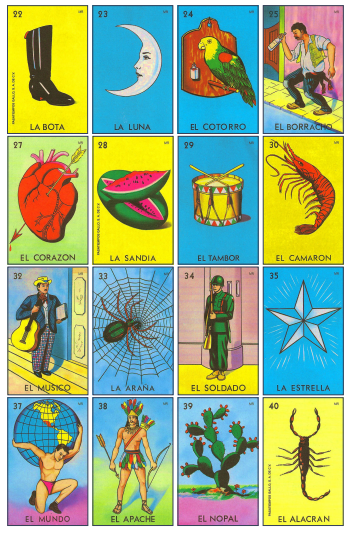 22
LA BOTA
23
LA LUNA
24
EL COTORRO
25
EL BORRACHO
27
EL CORAZON
28
LA SANDIA
29
EL TAMBOR
30
EL CAMARON
32
EL MUSICO
33
LA ARAÑA
34
EL SOLDADO
35
LA ESTRELLA
37
EL MUNDO
38
EL APACHE
39
EL NOPAL
40
EL ALACRAN